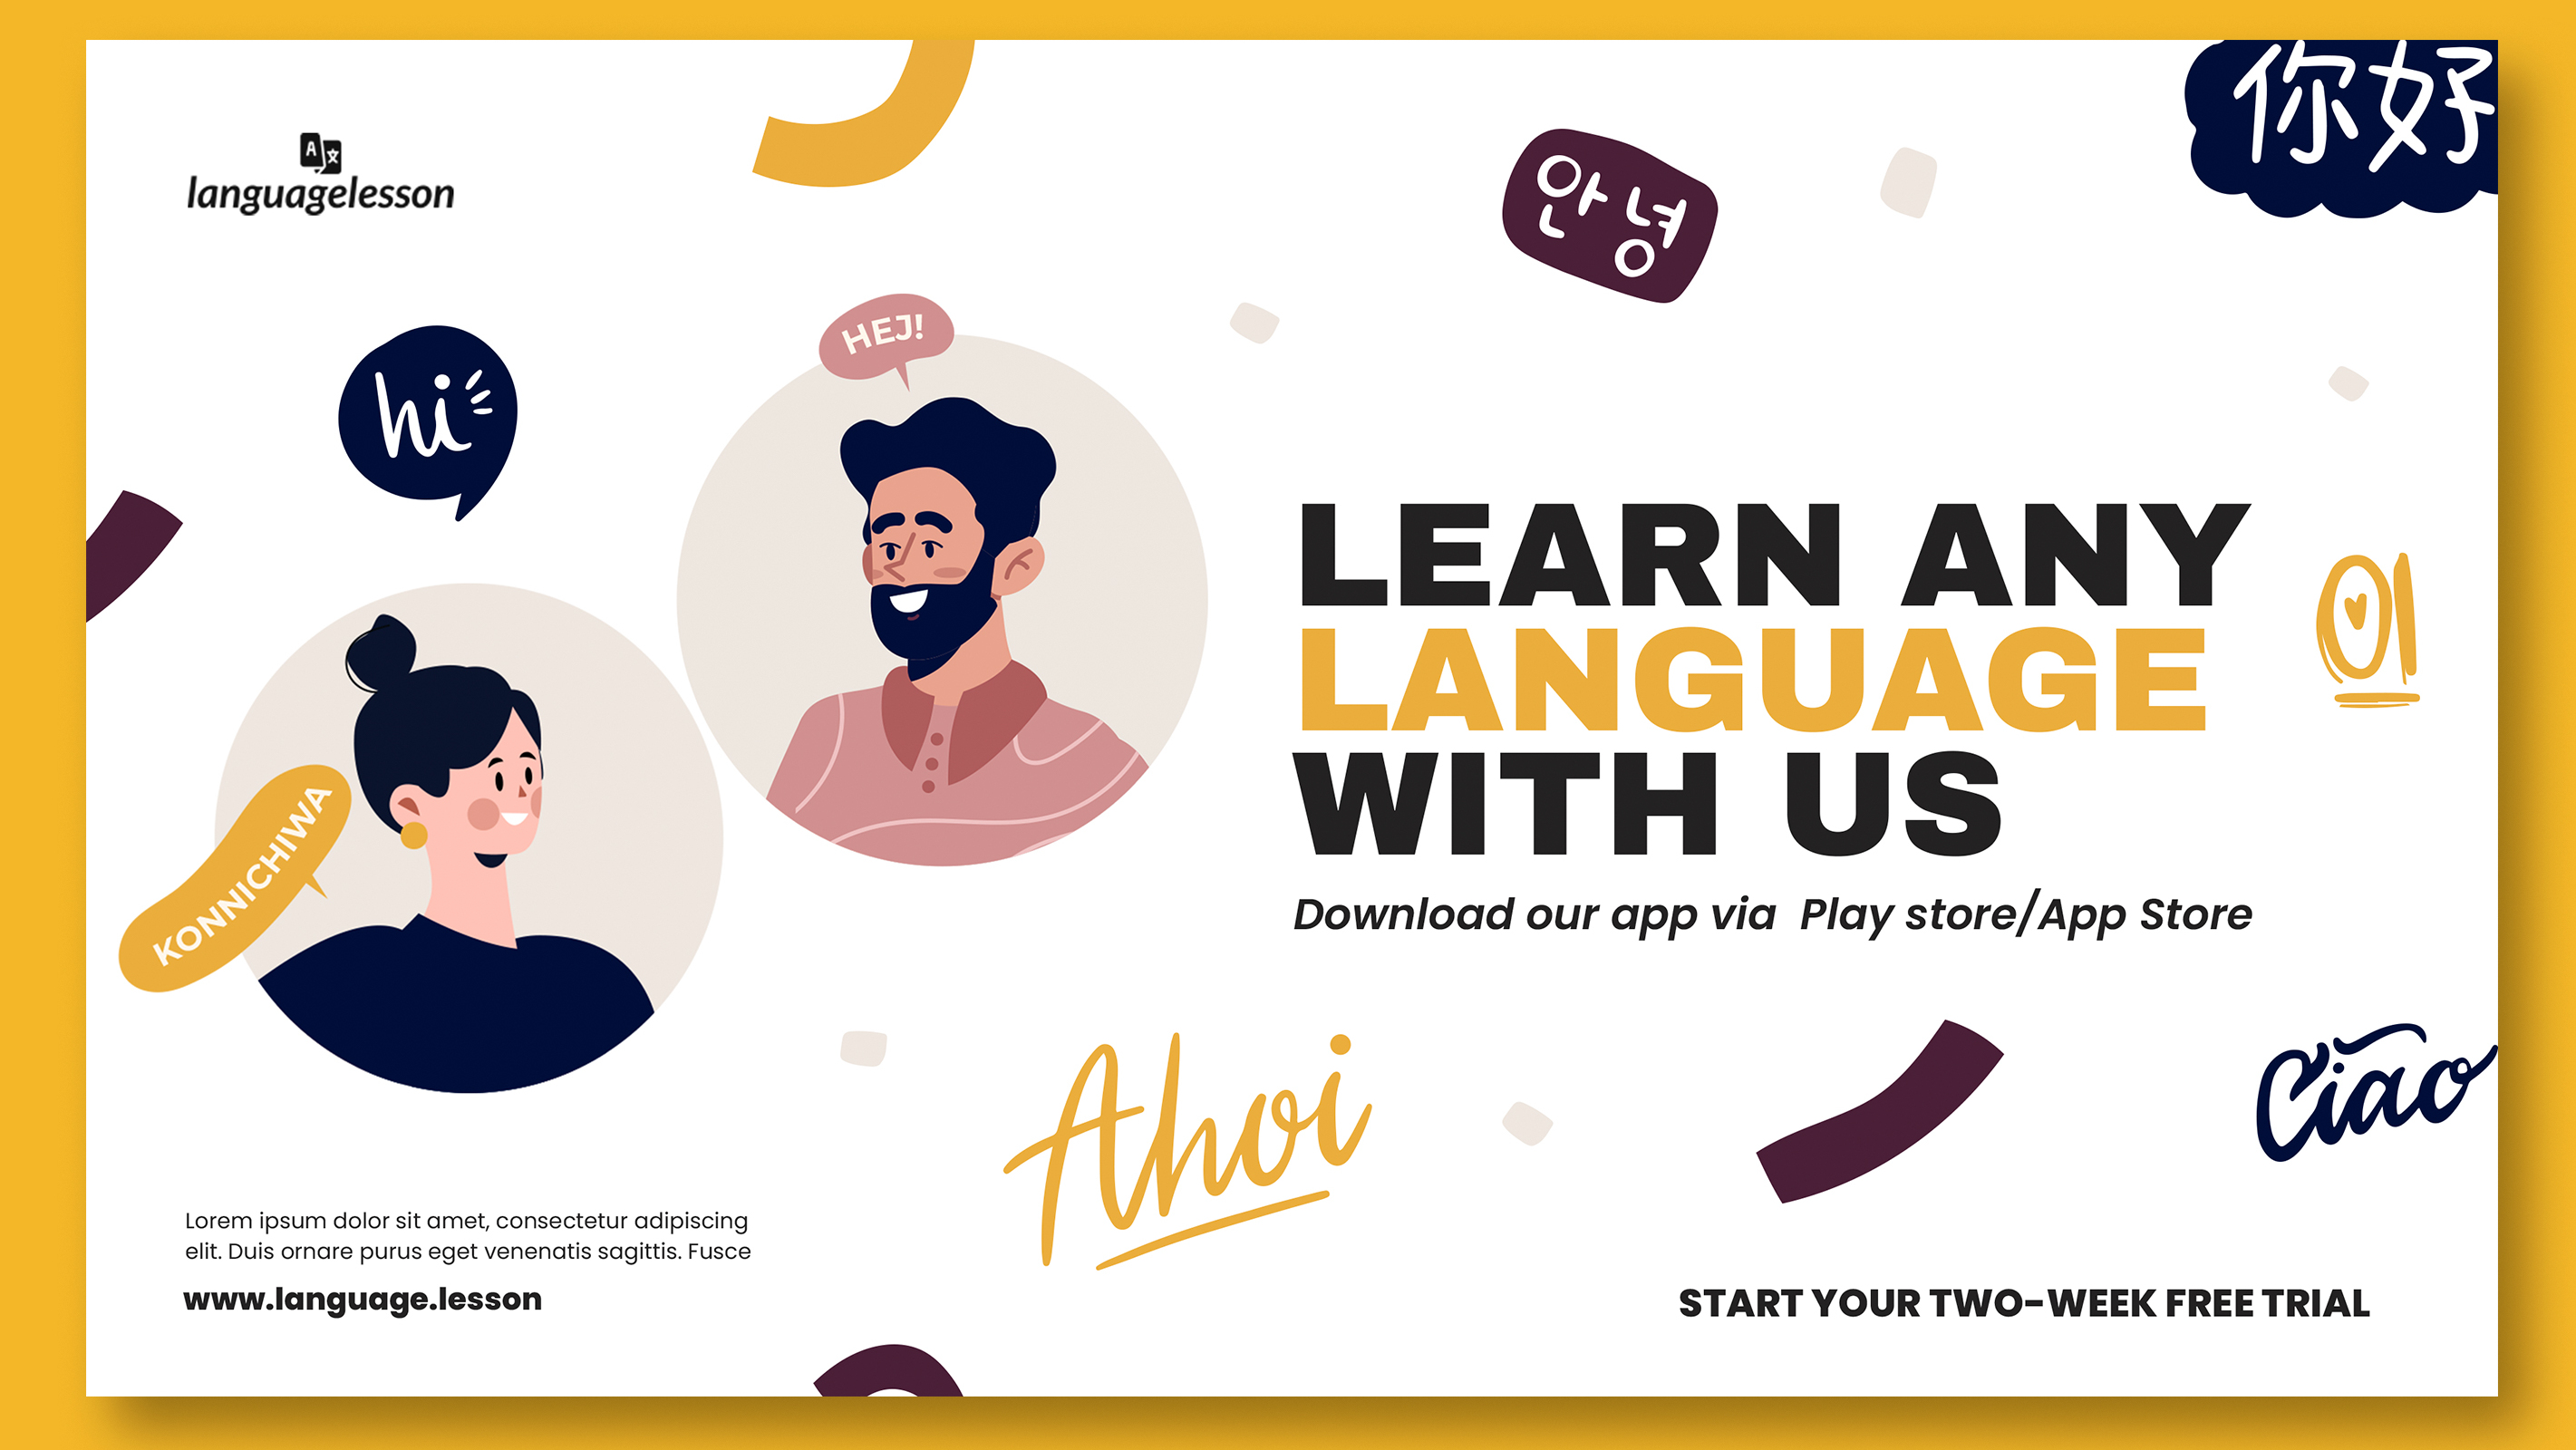 languagelesson
你好
안녕
HEJ!
hi
LEARN ANY
LANGUAGE
WITH US
Oi
KONNICHIWA
Download our app via Play store/App Store
Ahoi
Ciao
Lorem ipsum dolor sit amet, consectetur adipiscing
elit. Duis ornare purus eget venenatis sagittis. Fusce
www.language.lesson
START YOUR TWO-WEEK FREE TRIAL